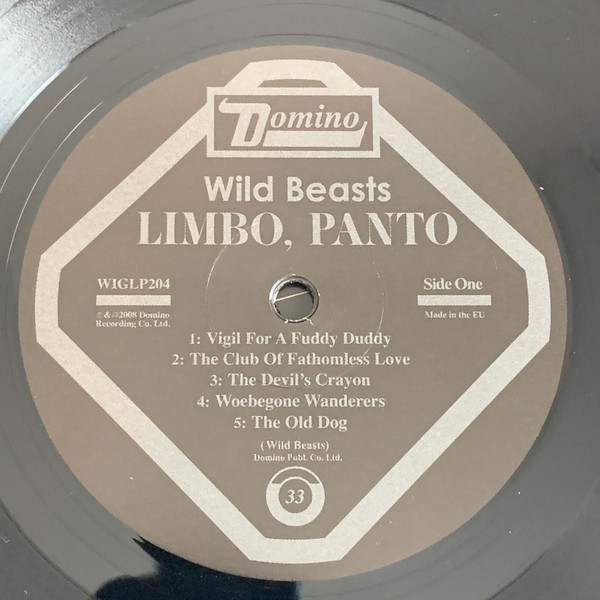 Domino
Wild Beasts
LIMBO, PANTO
WIGLP204
Side One
℗ & ©2008 Domino
Recording Co. Ltd.
Made in the EU
1: Vigil For A Fuddy Duddy
2: The Club Of Fathomless Love
3: The Devil's Crayon
4: Woebegone Wanderers
5: The Old Dog
(Wild Beasts)
Domino Publ. Co. Ltd.
33